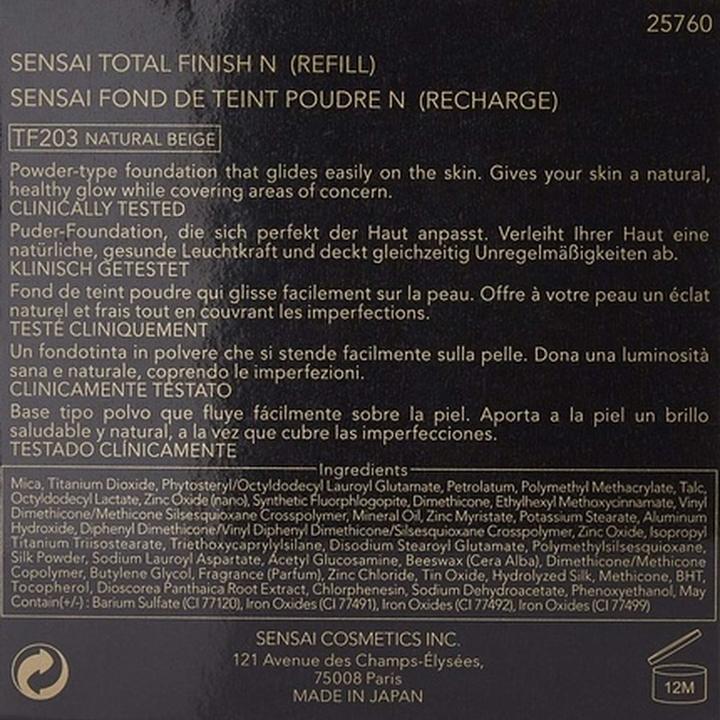 25760
SENSAI TOTAL FINISH N (REFILL)
SENSAI FOND DE TEINT POUDRE N (RECHARGE)
TF203 NATURAL BEIGE
Powder-type foundation that glides easily on the skin. Gives your skin a natural,
healthy glow while covering areas of concern.
CLINICALLY TESTED
Puder-Foundation, die sich perfekt der Haut anpasst. Verleiht Ihrer Haut eine
natürliche, gesunde Leuchtkraft und deckt gleichzeitig Unregelmäßigkeiten ab.
KLINISCH GETESTET
Fond de teint poudre qui glisse facilement sur la peau. Offre à votre peau un éclat
naturel et frais tout en couvrant les imperfections.
TESTÉ CLINIQUEMENT
Un fondotinta in polvere che si stende facilmente sulla pelle. Dona una luminosità
sana e naturale, coprendo le imperfezioni.
CLINICAMENTE TESTATO
Base tipo polvo que fluye fácilmente sobre la piel. Aporta a la piel un brillo
saludable y natural, a la vez que cubre las imperfecciones.
TESTADO CLÍNICAMENTE
Ingredients
Mica, Titanium Dioxide, Phytosteryl/Octyldodecyl Lauroyl Glutamate, Petrolatum, Polymethyl Methacrylate, Talc,
Octyldodecyl Lactate, Zinc Oxide (nano), Synthetic Fluorphlogopite, Dimethicone, Ethylhexyl Methoxycinnamate, Vinyl
Dimethicone/Methicone Silsesquioxane Crosspolymer, Mineral Oil, Zinc Myristate, Potassium Stearate, Aluminum
Hydroxide, Diphenyl Dimethicone/Vinyl Diphenyl Dimethicone/Silsesquioxane Crosspolymer, Zinc Oxide, Isopropyl
Titanium Triisostearate, Triethoxycaprylylsilane, Disodium Stearoyl Glutamate, Polymethylsilsesquioxane,
Silk Powder, Sodium Lauroyl Aspartate, Acetyl Glucosamine, Beeswax (Cera Alba), Dimethicone/Methicone
Copolymer, Butylene Glycol, Fragrance (Parfum), Zinc Chloride, Tin Oxide, Hydrolyzed Silk, Methicone, BHT,
Tocopherol, Dioscorea Panthaica Root Extract, Chlorphenesin, Sodium Dehydroacetate, Phenoxyethanol, May
Contain(+/-) : Barium Sulfate (CI 77120), Iron Oxides (CI 77491), Iron Oxides (CI 77492), Iron Oxides (CI 77499)
SENSAI COSMETICS INC.
121 Avenue des Champs-Élysées,
75008 Paris
MADE IN JAPAN
12M